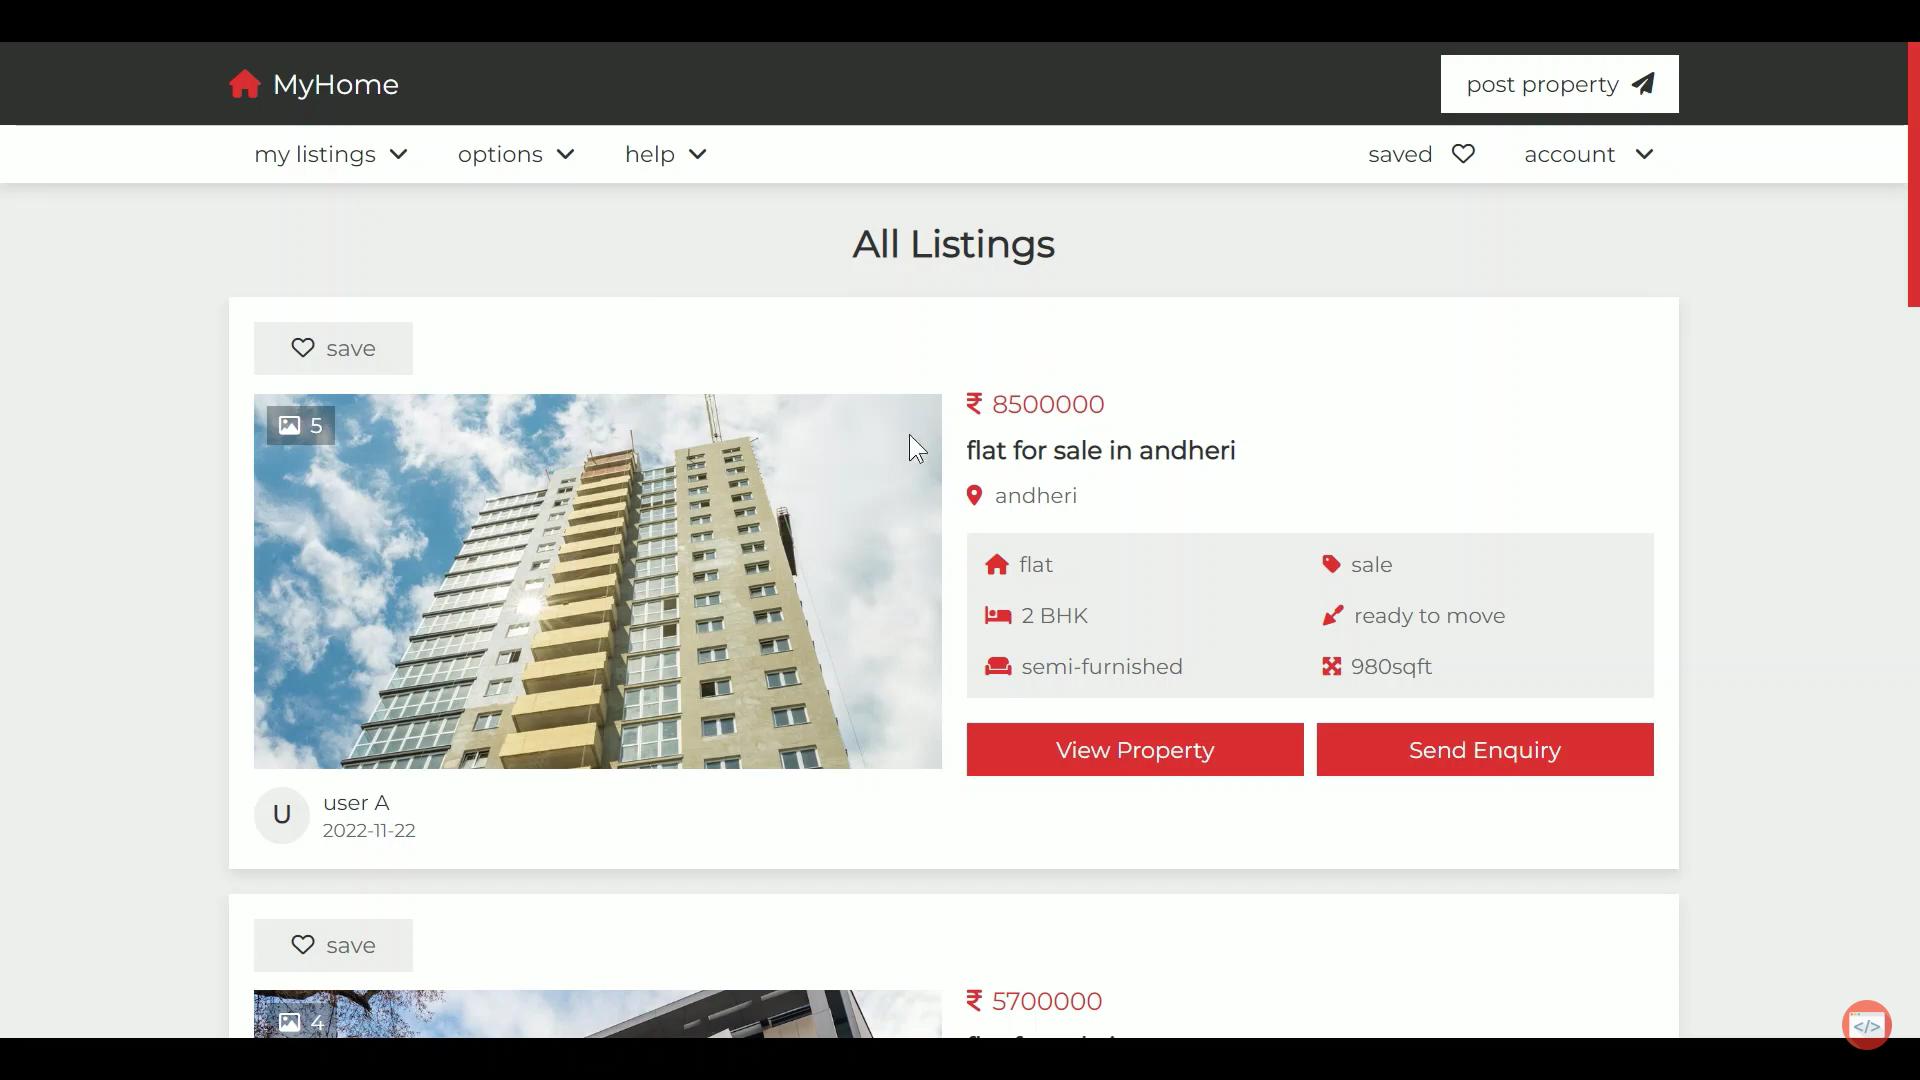 MyHome
post property
my listings
options
help
saved
account
All Listings
save
5
₹ 8500000
flat for sale in andheri
andheri
flat
sale
2 BHK
ready to move
semi-furnished
980sqft
View Property
Send Enquiry
U
user A
2022-11-22
save
4
₹ 5700000